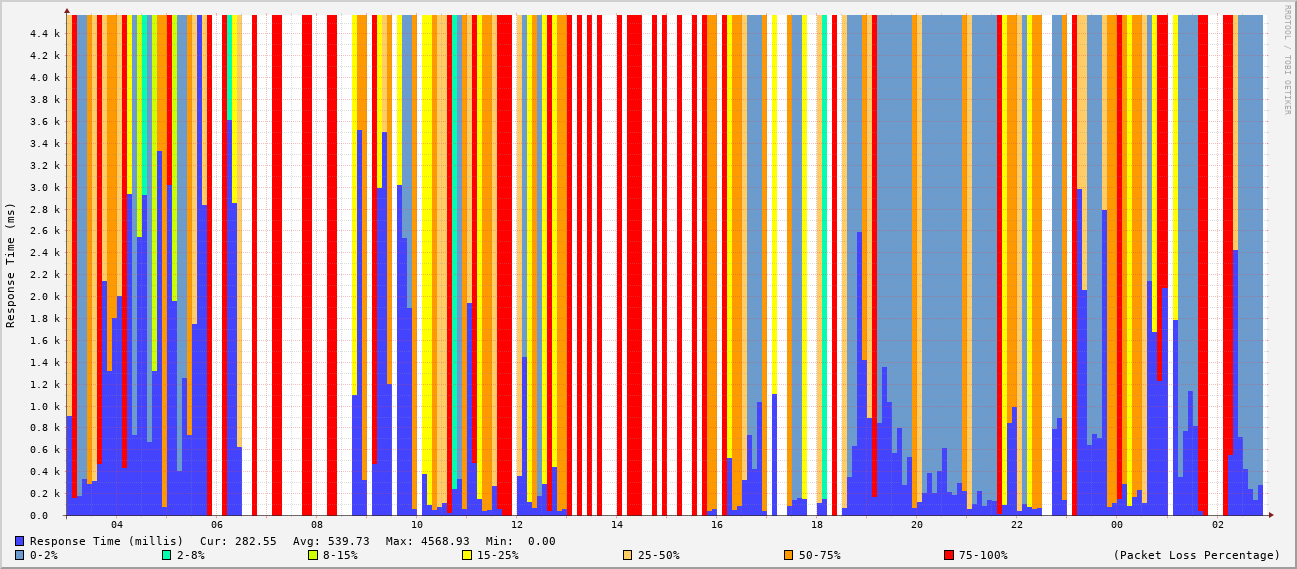 RRDTOOL / TOBI OETIKER
Response Time (ms)
4.4 k
4.2 k
4.0 k
3.8 k
3.6 k
3.4 k
3.2 k
3.0 k
2.8 k
2.6 k
2.4 k
2.2 k
2.0 k
1.8 k
1.6 k
1.4 k
1.2 k
1.0 k
0.8 k
0.6 k
0.4 k
0.2 k
0.0
04 06 08 10 12 14 16 18 20 22 00 02
Response Time (millis) Cur: 282.55 Avg: 539.73 Max: 4568.93 Min: 0.00
0-2% 2-8% 8-15% 15-25% 25-50% 50-75% 75-100% (Packet Loss Percentage)